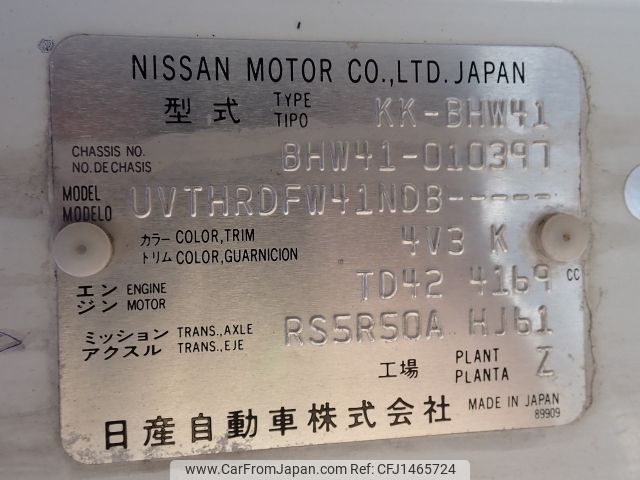 NISSAN MOTOR CO.,LTD. JAPAN
型式 TYPE TIPO KK-BHW41
CHASSIS NO. NO. DE CHASIS BHW41-010397
MODEL MODELO UVTHRDFW41NDB-----
カラー COLOR,TRIM
トリム COLOR,GUARNICION 4V3 K
エン ENGINE
ジン MOTOR TD42 4169 CC
ミッション TRANS.,AXLE
アクスル TRANS.,EJE RS5R50A HJ61
工場 PLANT PLANTA Z
日産自動車株式会社 MADE IN JAPAN
89909
www.CarFromJapan.com | © CarFromJapan.com | CFJ1465724